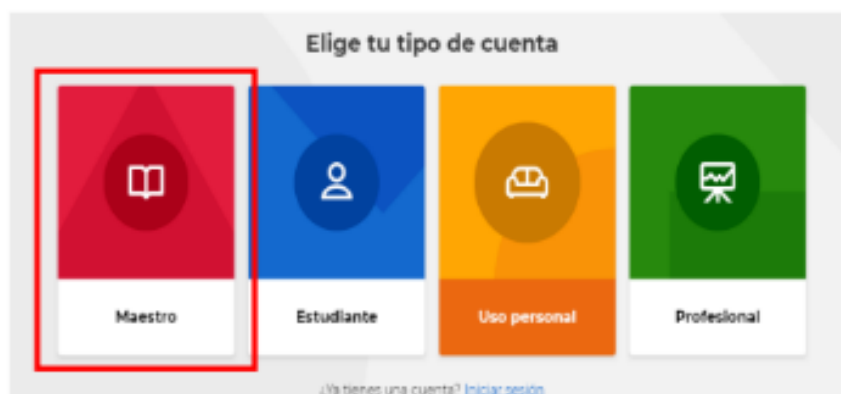 Elige tu tipo de cuenta
Maestro
Estudiante
Uso personal
Profesional
¿Ya tienes una cuenta? Iniciar sesión